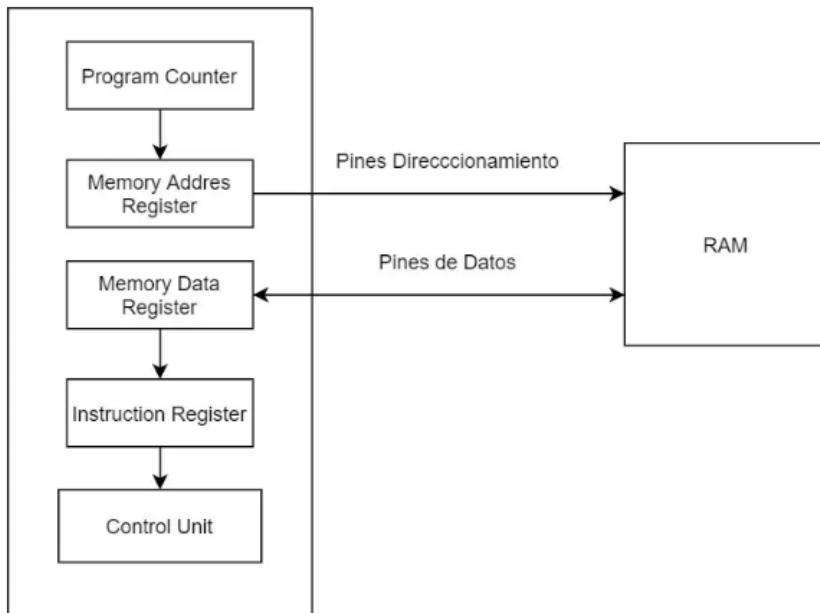 Program Counter
Memory Addres
Register
Pines Direcccionamiento
Memory Data
Register
Pines de Datos
RAM
Instruction Register
Control Unit